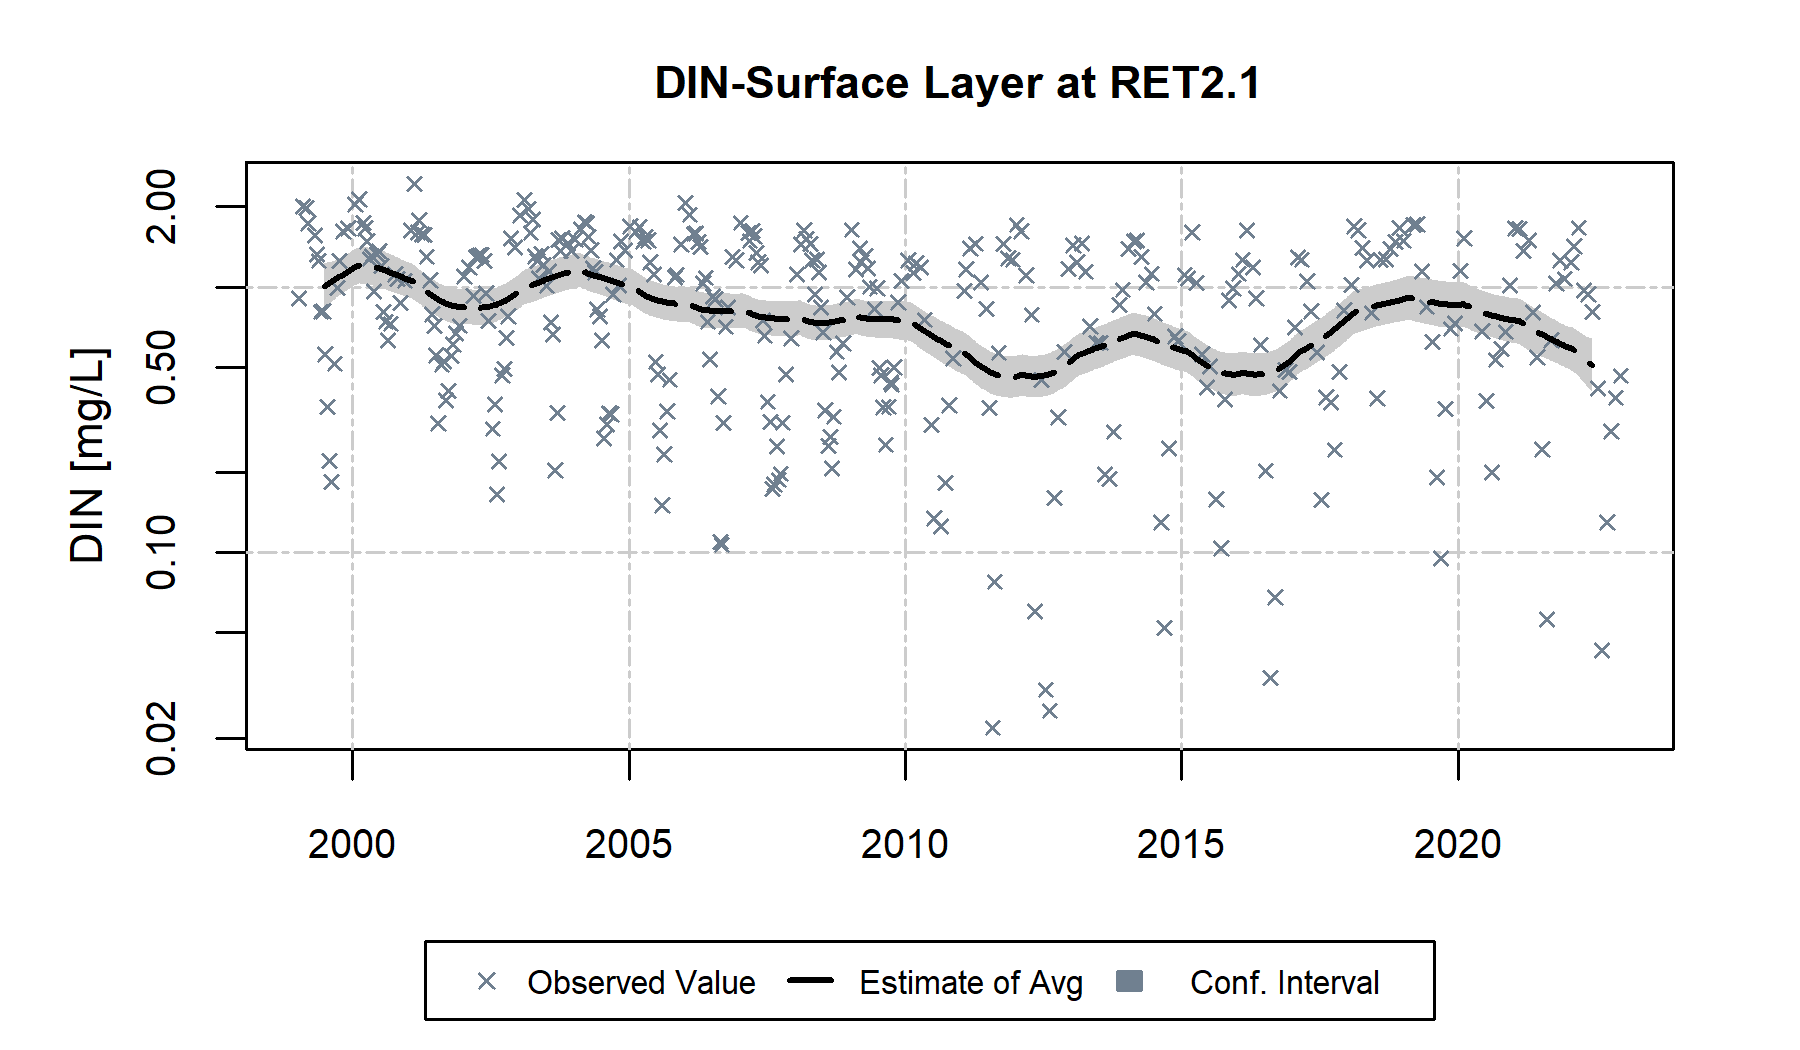 DIN-Surface Layer at RET2.1
DIN [mg/L]
2.00
0.50
0.10
0.02
2000 2005 2010 2015 2020
Observed Value Estimate of Avg Conf. Interval